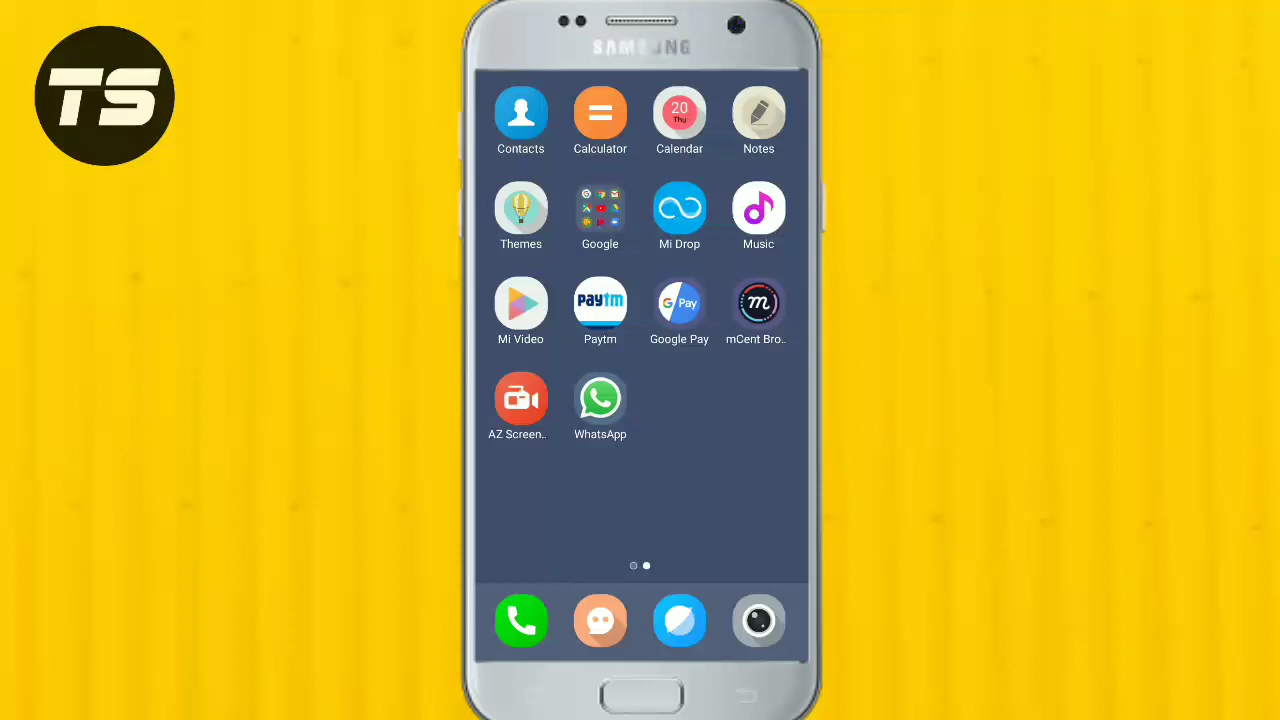 TS
SAMSUNG
20
Thu
Contacts
Calculator
Calendar
Notes
Themes
Google
Mi Drop
Music
paytm
G Pay
m
Mi Video
Paytm
Google Pay
mCent Bro..
AZ Screen..
WhatsApp